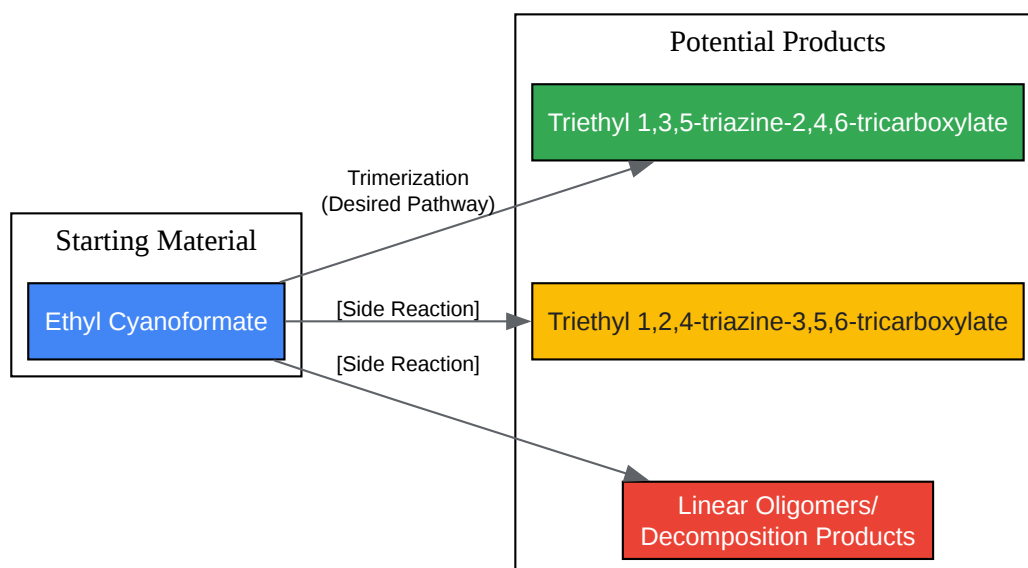 Potential Products
Triethyl 1,3,5-triazine-2,4,6-tricarboxylate
Trimerization
(Desired Pathway)
Starting Material
Ethyl Cyanoformate
[Side Reaction]
Triethyl 1,2,4-triazine-3,5,6-tricarboxylate
[Side Reaction]
Linear Oligomers/
Decomposition Products